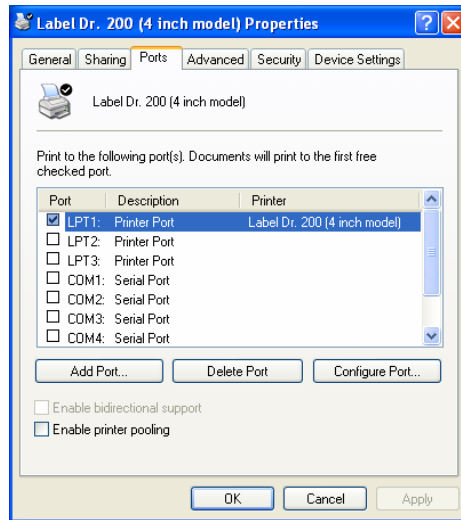 Label Dr. 200 (4 inch model) Properties
General Sharing Ports Advanced Security Device Settings
Label Dr. 200 (4 inch model)
Print to the following port(s). Documents will print to the first free
checked port.
Port Description Printer
LPT1: Printer Port Label Dr. 200 (4 inch model)
LPT2: Printer Port
LPT3: Printer Port
COM1: Serial Port
COM2: Serial Port
COM3: Serial Port
COM4: Serial Port
Add Port... Delete Port Configure Port...
Enable bidirectional support
Enable printer pooling
OK Cancel Apply